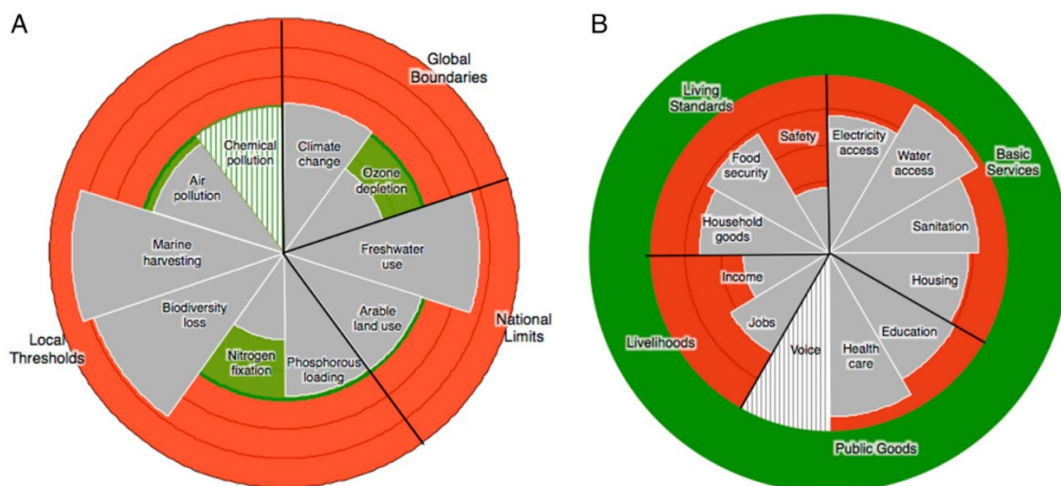 A
Global
Boundaries
Chemical
pollution
Climate
change
Ozone
depletion
Air
pollution
Marine
harvesting
Freshwater
use
Biodiversity
loss
Arable
land use
Local
Thresholds
National
Limits
Nitrogen
fixation
Phosphorous
loading
B
Living
Standards
Safety
Electricity
access
Food
security
Water
access
Basic
Services
Household
goods
Sanitation
Income
Housing
Jobs
Education
Livelihoods
Voice
Health
care
Public Goods